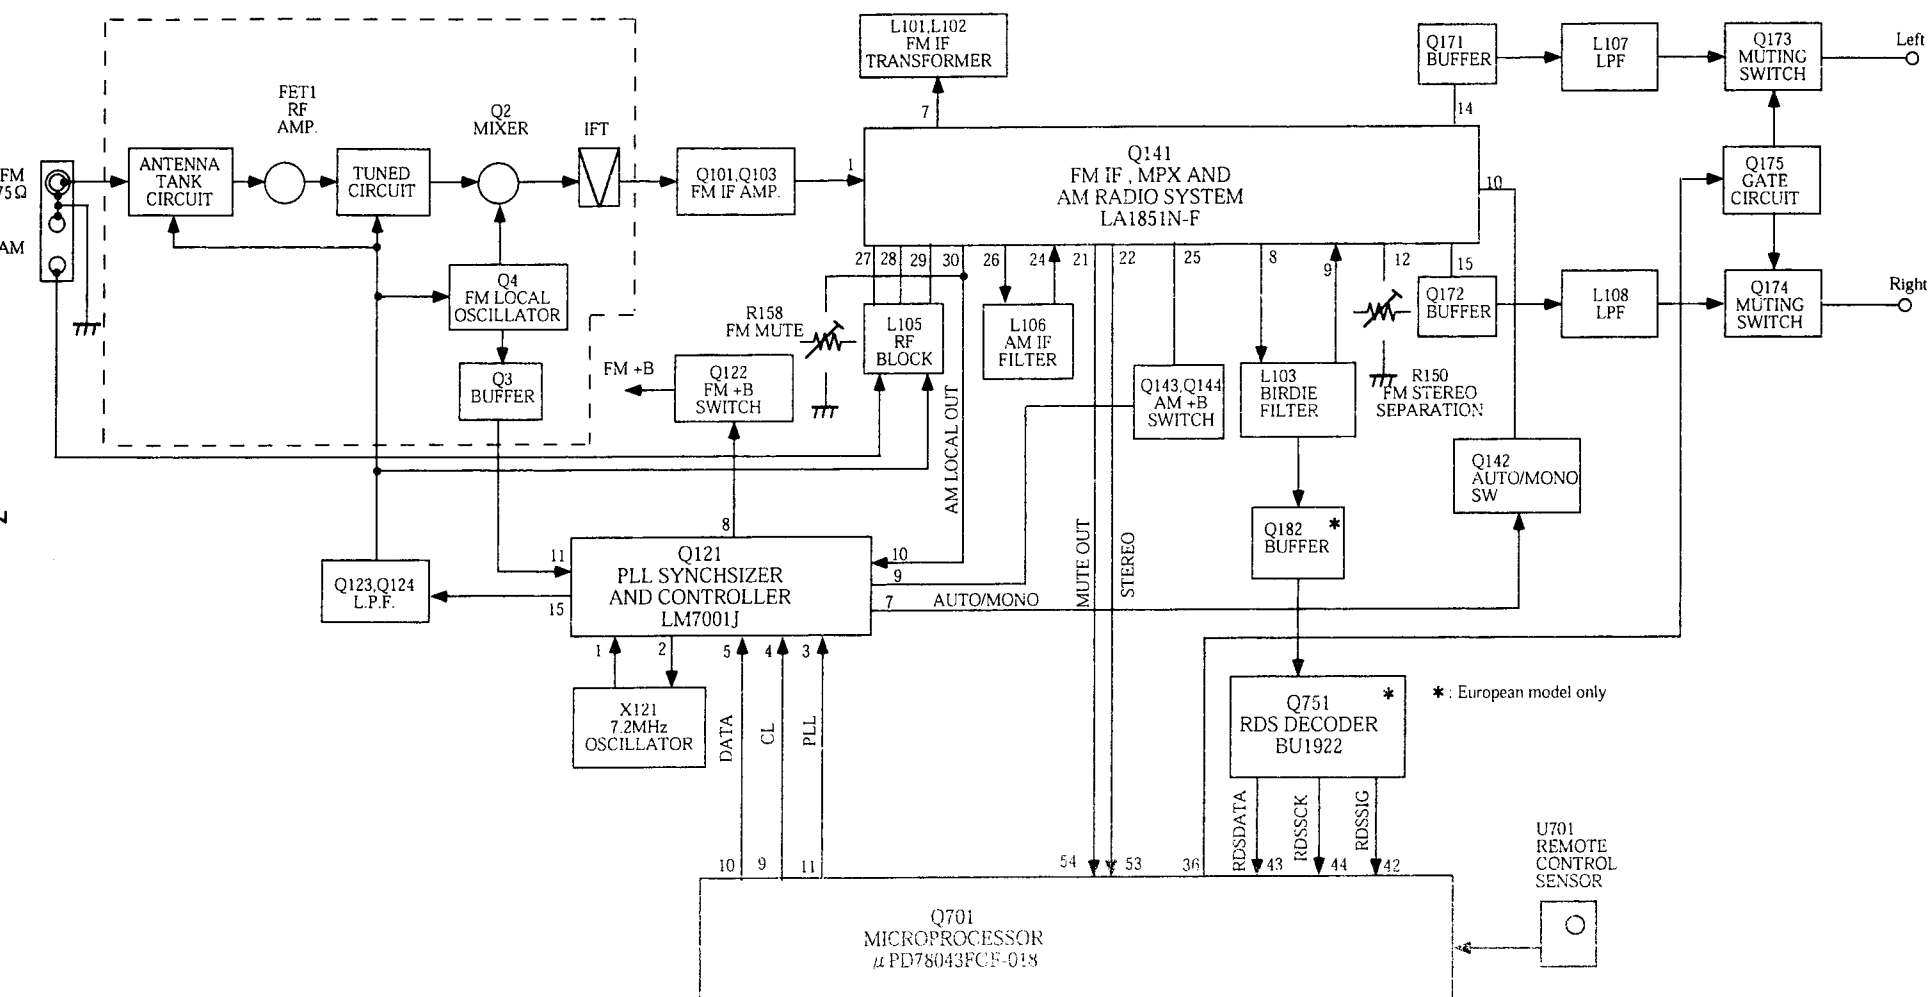 L101,L102
FM IF
TRANSFORMER
7
Q171
BUFFER
L107
LPF
Q173
MUTING
SWITCH
Left
14
FET1
RF
AMP.
Q2
MIXER
IFT
FM
75Ω
AM
ANTENNA
TANK
CIRCUIT
TUNED
CIRCUIT
Q101,Q103
FM IF AMP.
1
Q141
FM IF , MPX AND
AM RADIO SYSTEM
LA1851N-F
10
Q175
GATE
CIRCUIT
27
28
29
30
26
24
21
22
25
8
9
12
15
Q4
FM LOCAL
OSCILLATOR
R158
FM MUTE
L105
RF
BLOCK
L106
AM IF
FILTER
Q172
BUFFER
L108
LPF
Q174
MUTING
SWITCH
Right
Q3
BUFFER
FM +B
Q122
FM +B
SWITCH
AM LOCAL OUT
Q143,Q144
AM +B
SWITCH
L103
BIRDIE
FILTER
R150
FM STEREO
SEPARATION
Q142
AUTO/MONO
SW
8
Q182 *
BUFFER
MUTE OUT
STEREO
Q123,Q124
L.P.F.
11
15
Q121
PLL SYNCHSIZER
AND CONTROLLER
LM7001J
10
9
7
AUTO/MONO
1
2
5
4
3
X121
7.2MHz
OSCILLATOR
DATA
CL
PLL
Q751 *
RDS DECODER
BU1922
* : European model only
RDSDATA
RDSSCK
RDSSIG
10
9
11
54
53
36
43
44
42
U701
REMOTE
CONTROL
SENSOR
Q701
MICROPROCESSOR
μPD78043FGF-018